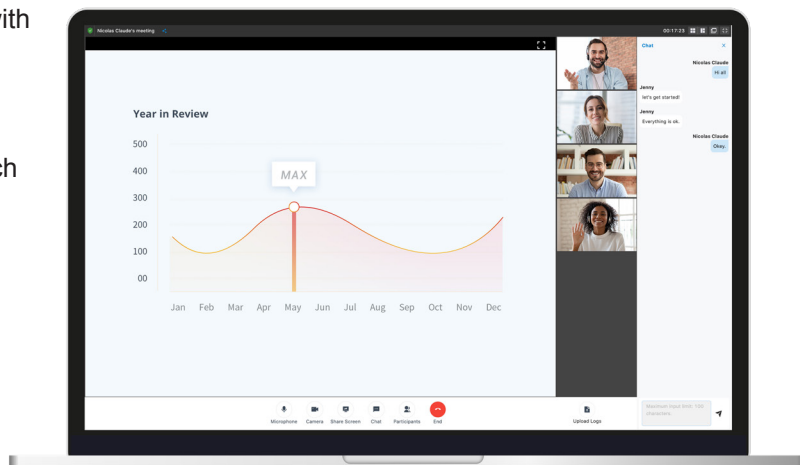 with
ch
Nicolas Claude's meeting
00:17:23
Year in Review
500
400
300
200
100
00
MAX
Jan Feb Mar Apr May Jun Jul Aug Sep Oct Nov Dec
Chat
Nicolas Claude
Hi all
Jenny
let's get started!
Jenny
Everything is ok.
Nicolas Claude
Okay.
Microphone Camera Share Screen Chat Participants End
Upload Logo
Maximum input limit: 100
characters.